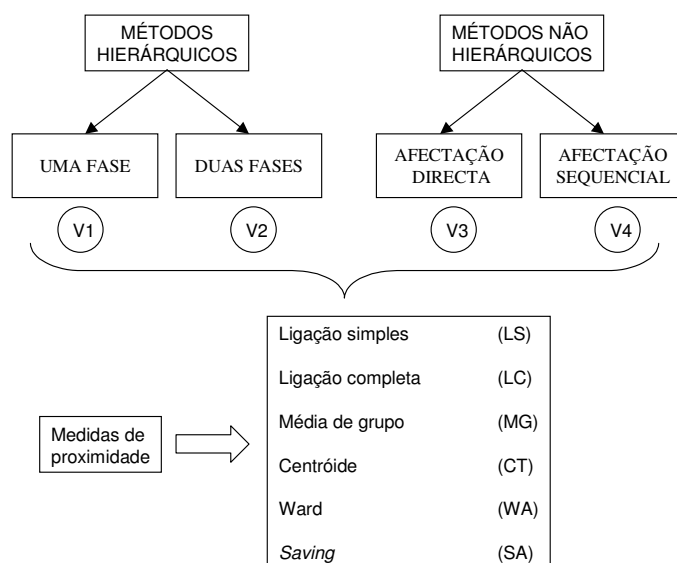 MÉTODOS
HIERÁRQUICOS
MÉTODOS NÃO
HIERÁRQUICOS
UMA FASE
DUAS FASES
AFECTAÇÃO
DIRECTA
AFECTAÇÃO
SEQUENCIAL
V1
V2
V3
V4
Ligação simples (LS)
Ligação completa (LC)
Média de grupo (MG)
Centróide (CT)
Ward (WA)
Saving (SA)
Medidas de
proximidade